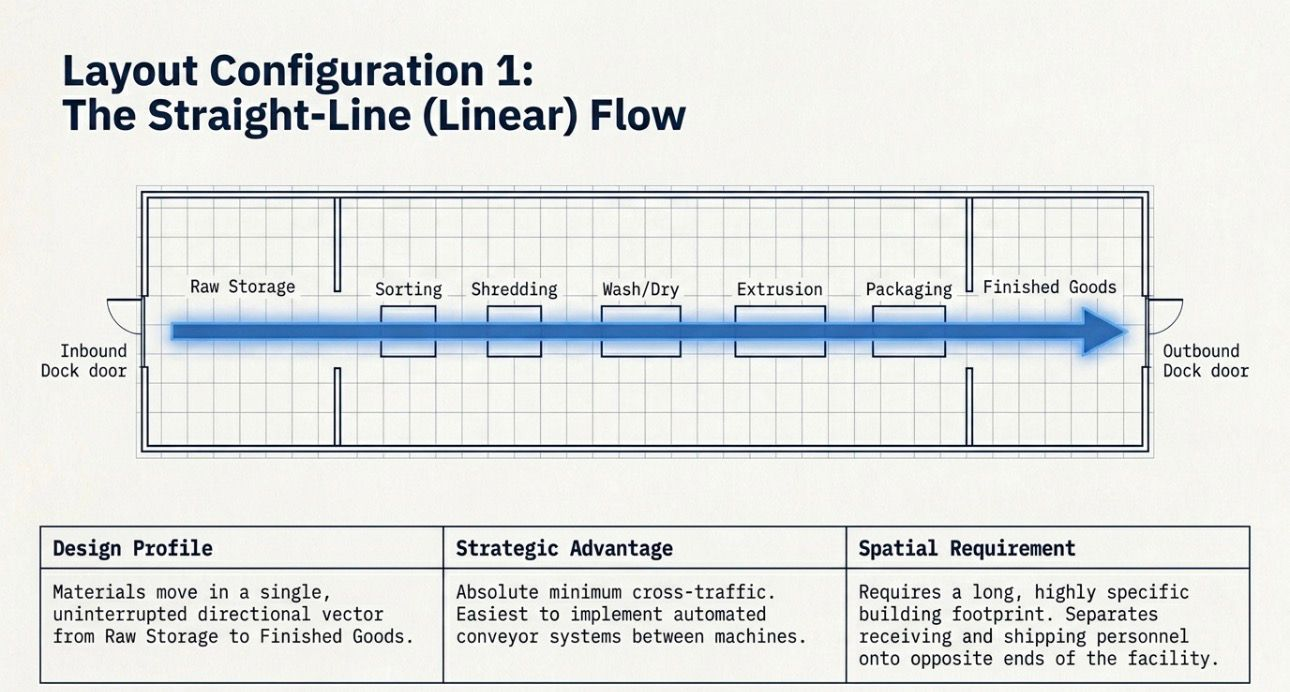 Layout Configuration 1:
The Straight-Line (Linear) Flow
Raw Storage
Sorting
Shredding
Wash/Dry
Extrusion
Packaging
Finished Goods
Inbound
Dock door
Outbound
Dock door
Design Profile
Materials move in a single,
uninterrupted directional vector
from Raw Storage to Finished Goods.
Strategic Advantage
Absolute minimum cross-traffic.
Easiest to implement automated
conveyor systems between machines.
Spatial Requirement
Requires a long, highly specific
building footprint. Separates
receiving and shipping personnel
onto opposite ends of the facility.